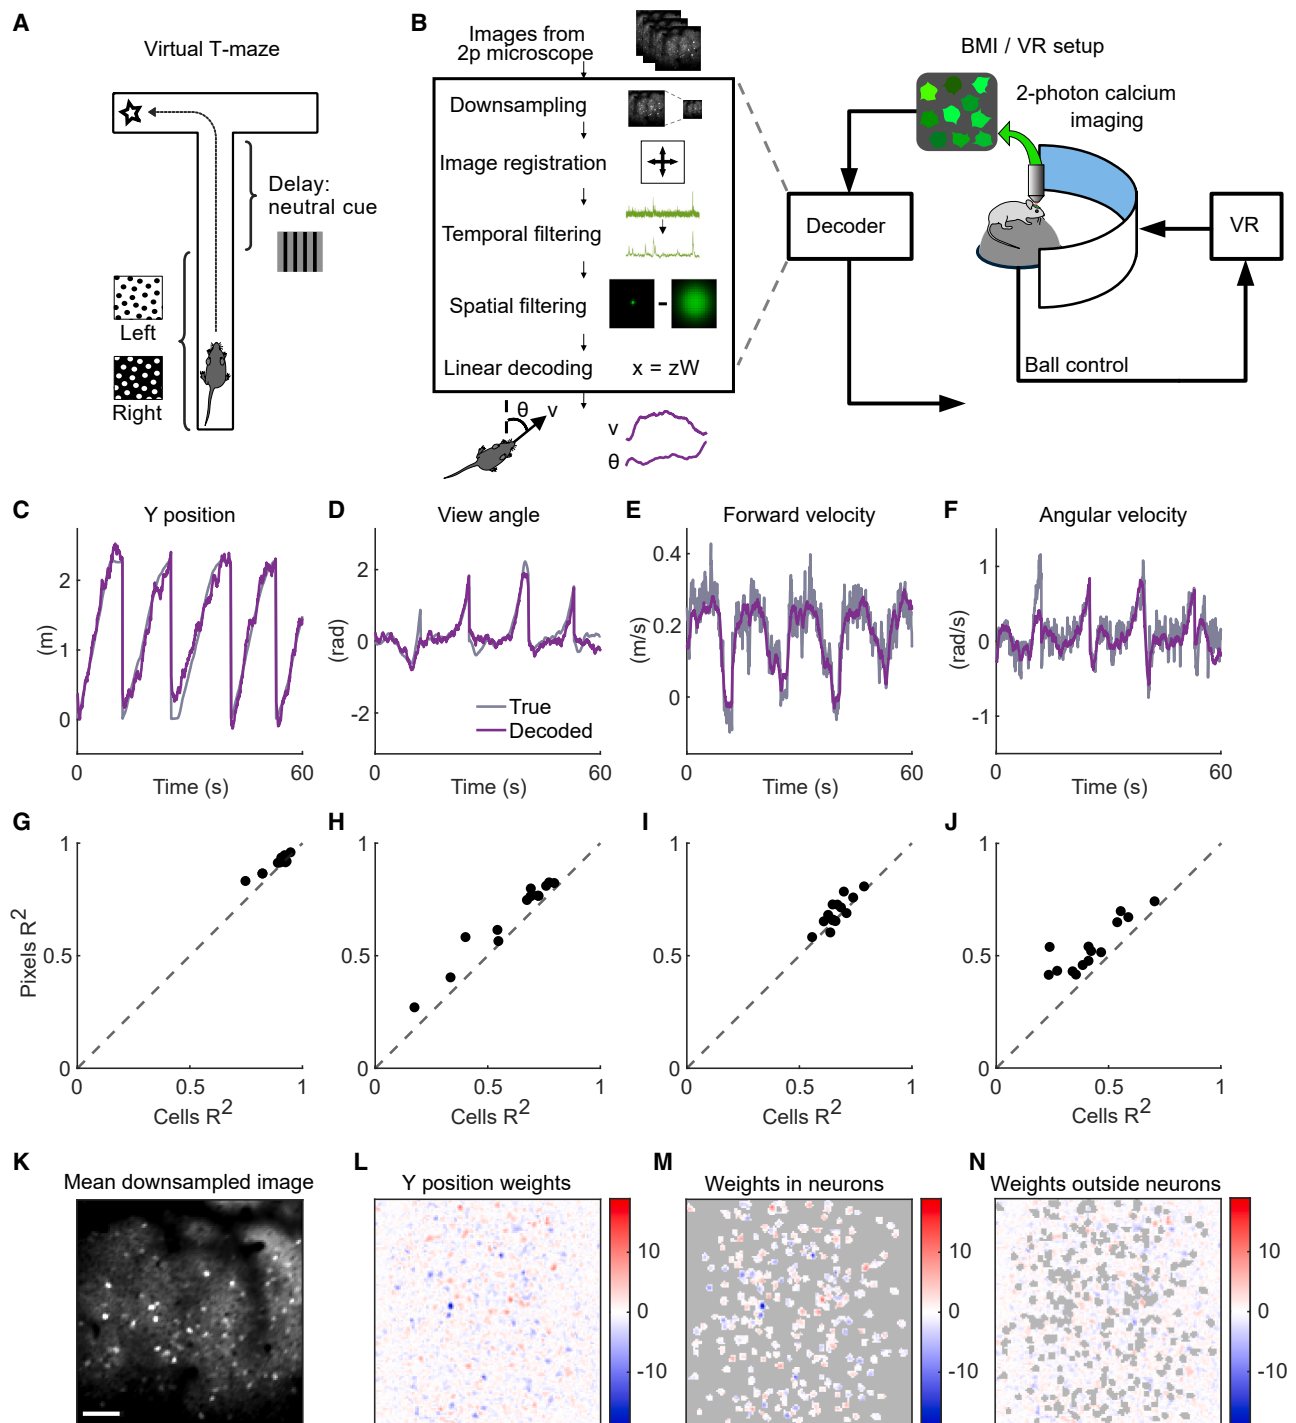 A
Virtual T-maze
Delay:
neutral cue
Left
Right
B
Images from
2p microscope
Downsampling
Image registration
Temporal filtering
Spatial filtering
-
Linear decoding
x = zW
θ
v
v
θ
BMI / VR setup
2-photon calcium
imaging
Decoder
VR
Ball control
C
Y position
(m)
2
1
0
0
60
Time (s)
D
View angle
(rad)
2
0
-2
True
Decoded
0
60
Time (s)
E
Forward velocity
(m/s)
0.4
0.2
0
0
60
Time (s)
F
Angular velocity
(rad/s)
1
0
-1
0
60
Time (s)
G
Pixels R²
1
0.5
0
0
0.5
1
Cells R²
H
1
0.5
0
0
0.5
1
Cells R²
I
1
0.5
0
0
0.5
1
Cells R²
J
1
0.5
0
0
0.5
1
Cells R²
K
Mean downsampled image
L
Y position weights
10
0
-10
M
Weights in neurons
10
0
-10
N
Weights outside neurons
10
0
-10